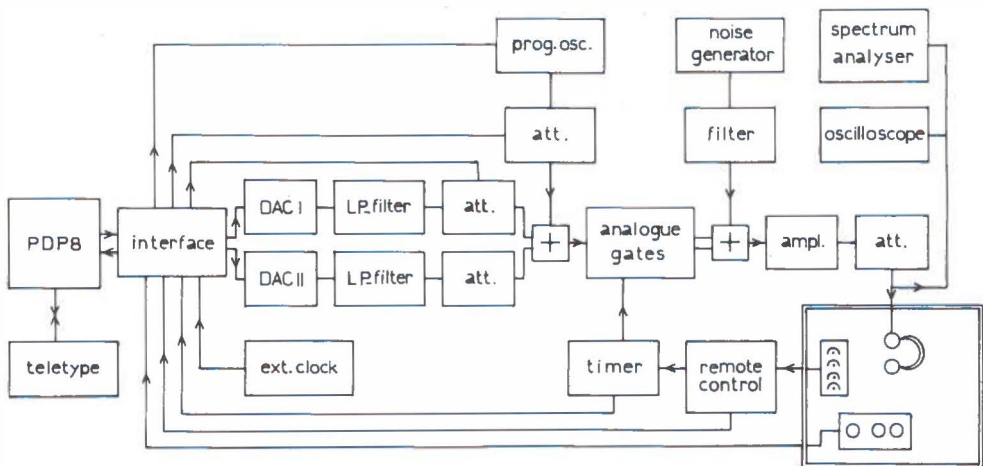 prog.osc.
noise
generator
spectrum
analyser
att.
filter
oscilloscope
PDP8
interface
DAC I
LP-filter
att.
+
analogue
gates
+
ampl.
att.
DAC II
LP-filter
att.
teletype
ext.clock
timer
remote
control